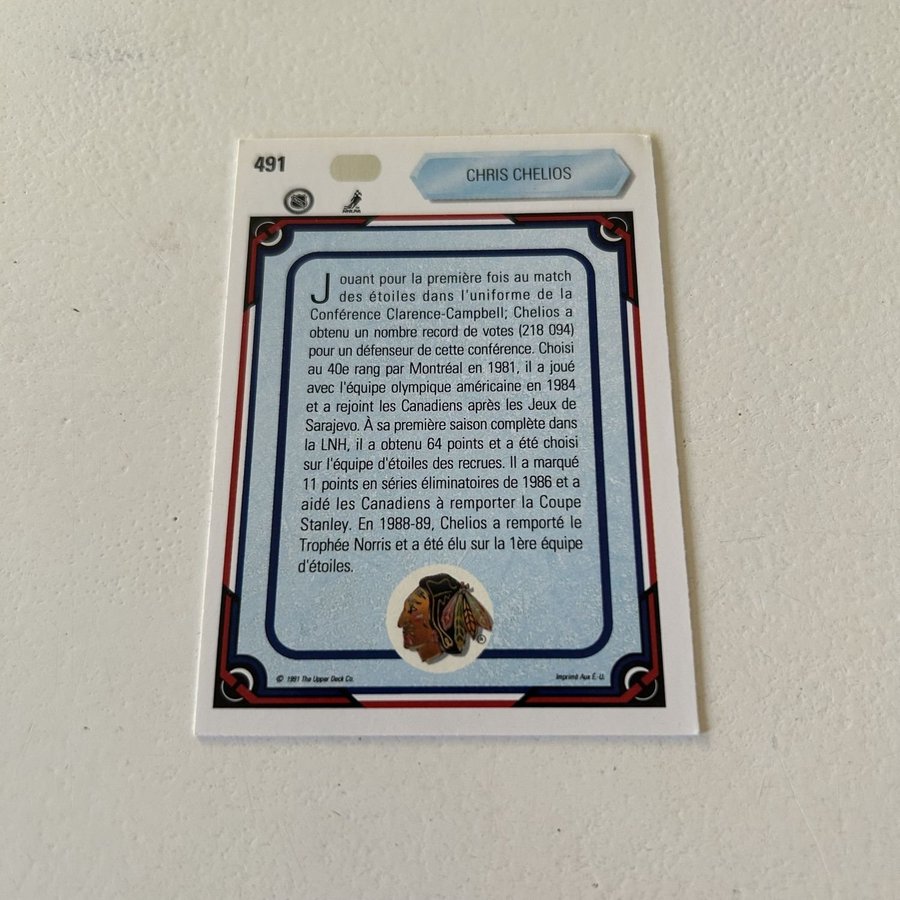 491
CHRIS CHELIOS
Jouant pour la première fois au match
des étoiles dans l'uniforme de la
Conférence Clarence-Campbell; Chelios a
obtenu un nombre record de votes (218 094)
pour un défenseur de cette conférence. Choisi
au 40e rang par Montréal en 1981, il a joué
avec l'équipe olympique américaine en 1984
et a rejoint les Canadiens après les Jeux de
Sarajevo. À sa première saison complète dans
la LNH, il a obtenu 64 points et a été choisi
sur l'équipe d'étoiles des recrues. Il a marqué
11 points en séries éliminatoires de 1986 et a
aidé les Canadiens à remporter la Coupe
Stanley. En 1988-89, Chelios a remporté le
Trophée Norris et a été élu sur la 1ère équipe
d'étoiles.
© 1991 The Upper Deck Co.
Imprimé Aux É.-U.